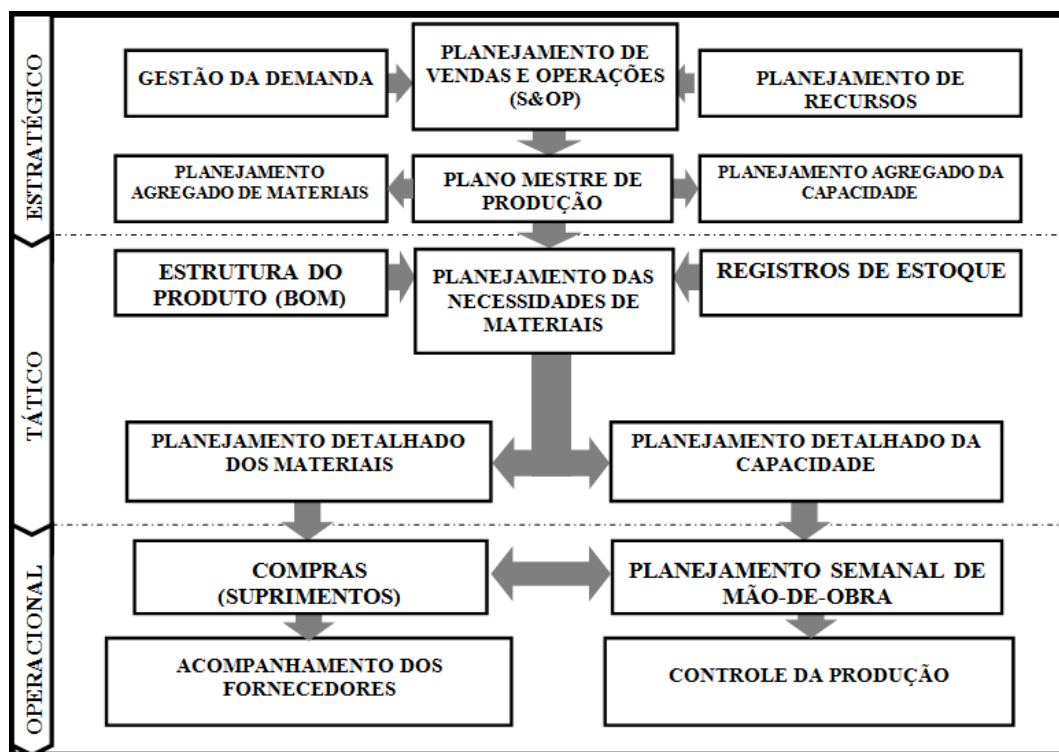 ESTRATÉGICO
GESTÃO DA DEMANDA
PLANEJAMENTO DE
VENDAS E OPERAÇÕES
(S&OP)
PLANEJAMENTO DE
RECURSOS
PLANEJAMENTO
AGREGADO DE MATERIAIS
PLANO MESTRE DE
PRODUÇÃO
PLANEJAMENTO AGREGADO DA
CAPACIDADE
TÁTICO
ESTRUTURA DO
PRODUTO (BOM)
PLANEJAMENTO DAS
NECESSIDADES DE
MATERIAIS
REGISTROS DE ESTOQUE
PLANEJAMENTO DETALHADO
DOS MATERIAIS
PLANEJAMENTO DETALHADO DA
CAPACIDADE
OPERACIONAL
COMPRAS
(SUPRIMENTOS)
PLANEJAMENTO SEMANAL DE
MÃO-DE-OBRA
ACOMPANHAMENTO DOS
FORNECEDORES
CONTROLE DA PRODUÇÃO